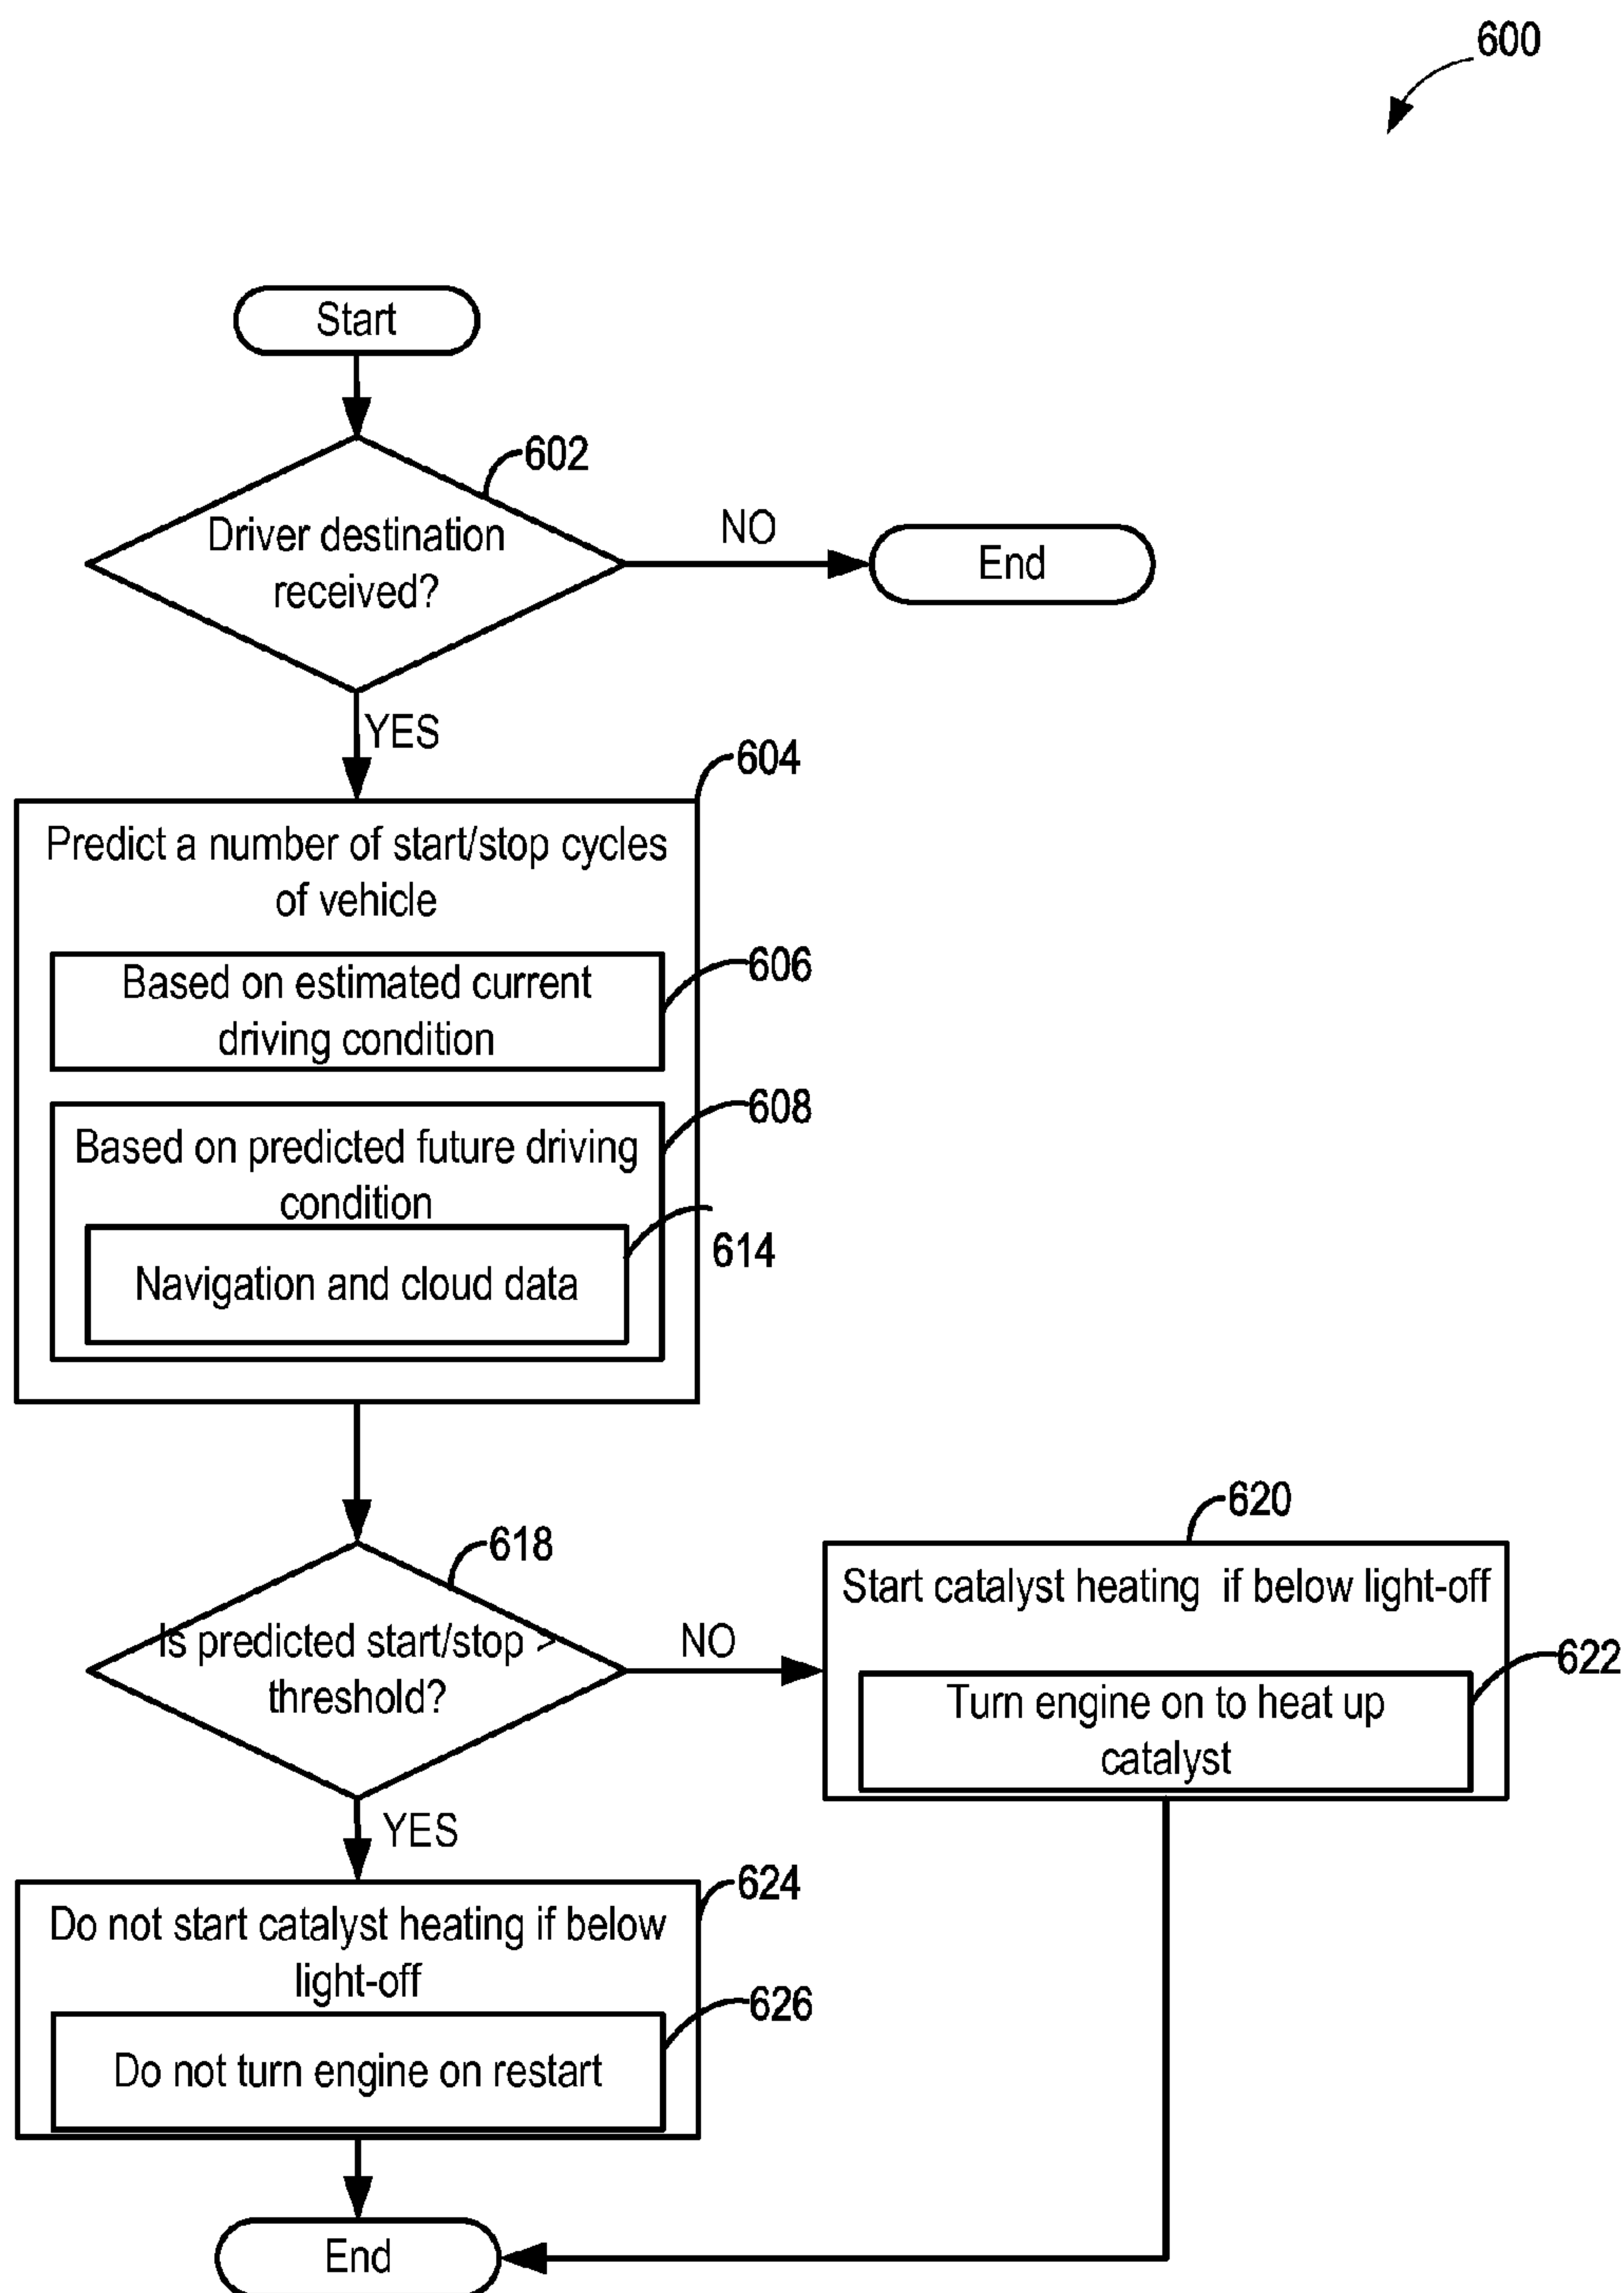 600
Start
602
Driver destination
received?
NO
End
YES
604
Predict a number of start/stop cycles
of vehicle
606
Based on estimated current
driving condition
608
Based on predicted future driving
condition
614
Navigation and cloud data
618
Is predicted start/stop >
threshold?
NO
620
Start catalyst heating if below light-off
622
Turn engine on to heat up
catalyst
YES
624
Do not start catalyst heating if below
light-off
626
Do not turn engine on restart
End